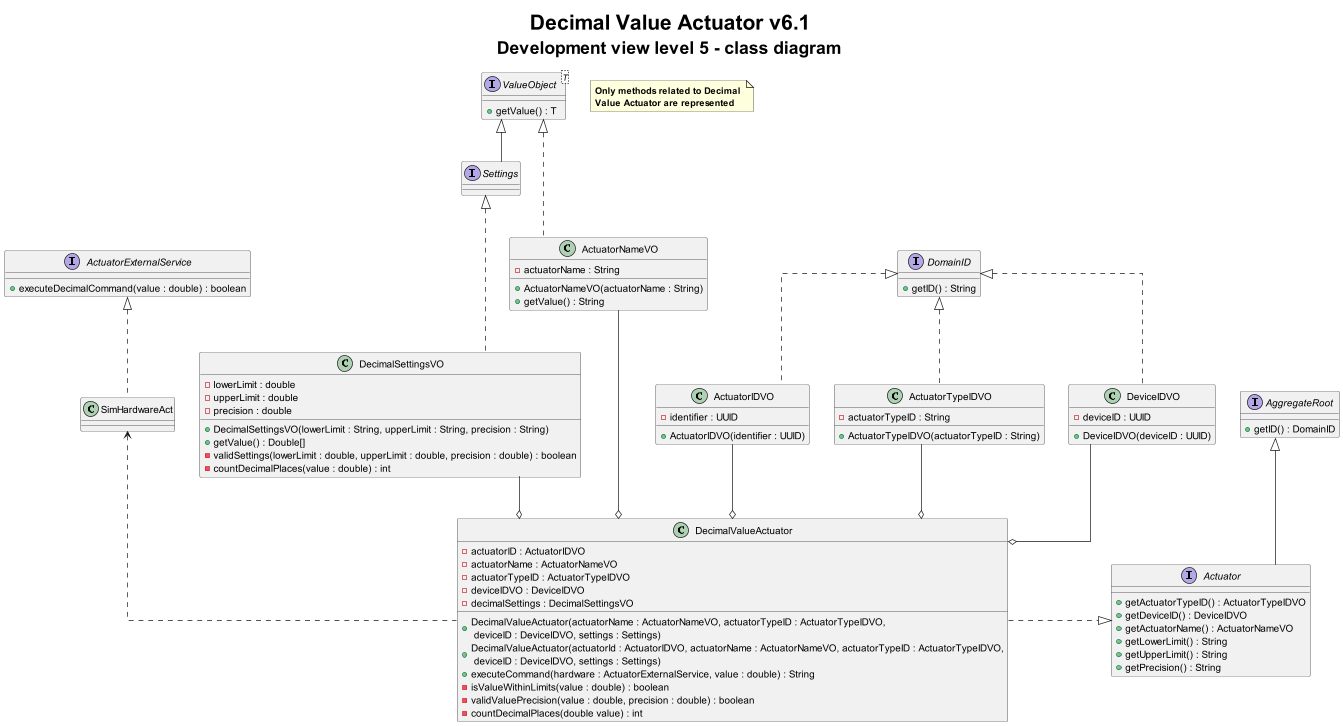 Decimal Value Actuator v6.1
Development view level 5 - class diagram
I ValueObject T
getValue() : T
Only methods related to Decimal
Value Actuator are represented
I Settings
I ActuatorExternalService
executeDecimalCommand(value : double) : boolean
C ActuatorNameVO
actuatorName : String
ActuatorNameVO(actuatorName : String)
getValue() : String
I DomainID
getID() : String
C SimHardwareAct
C DecimalSettingsVO
lowerLimit : double
upperLimit : double
precision : double
DecimalSettingsVO(lowerLimit : String, upperLimit : String, precision : String)
getValue() : Double[]
validSettings(lowerLimit : double, upperLimit : double, precision : double) : boolean
countDecimalPlaces(value : double) : int
C ActuatorIDVO
identifier : UUID
ActuatorIDVO(identifier : UUID)
C ActuatorTypeIDVO
actuatorTypeID : String
ActuatorTypeIDVO(actuatorTypeID : String)
C DeviceIDVO
deviceID : UUID
DeviceIDVO(deviceID : UUID)
I AggregateRoot
getID() : DomainID
C DecimalValueActuator
actuatorID : ActuatorIDVO
actuatorName : ActuatorNameVO
actuatorTypeID : ActuatorTypeIDVO
deviceIDVO : DeviceIDVO
decimalSettings : DecimalSettingsVO
DecimalValueActuator(actuatorName : ActuatorNameVO, actuatorTypeID : ActuatorTypeIDVO,
deviceID : DeviceIDVO, settings : Settings)
DecimalValueActuator(actuatorId : ActuatorIDVO, actuatorName : ActuatorNameVO, actuatorTypeID : ActuatorTypeIDVO,
deviceID : DeviceIDVO, settings : Settings)
executeCommand(hardware : ActuatorExternalService, value : double) : String
isValueWithinLimits(value : double) : boolean
validValuePrecision(value : double, precision : double) : boolean
countDecimalPlaces(double value) : int
I Actuator
getActuatorTypeID() : ActuatorTypeIDVO
getDeviceID() : DeviceIDVO
getActuatorName() : ActuatorNameVO
getLowerLimit() : String
getUpperLimit() : String
getPrecision() : String